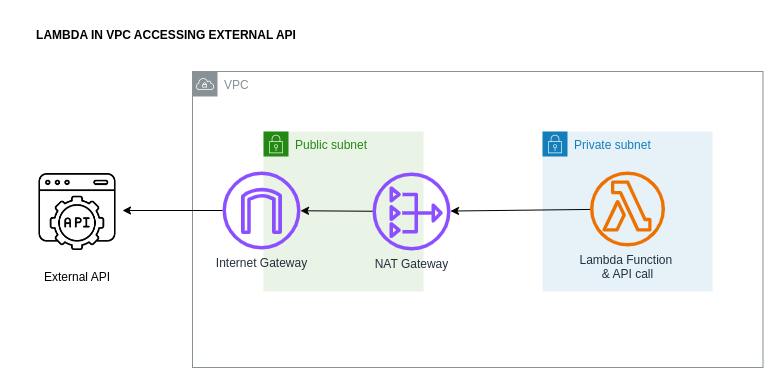 LAMBDA IN VPC ACCESSING EXTERNAL API
VPC
Public subnet
Private subnet
API
External API
Internet Gateway
NAT Gateway
Lambda Function
& API call